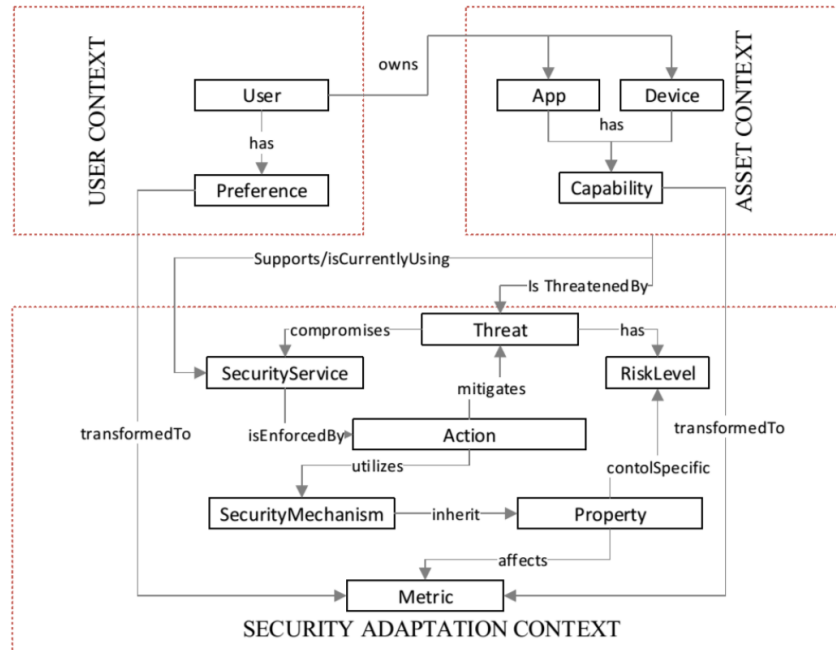 owns
User
App
Device
has
has
Preference
Capability
USER CONTEXT
ASSET CONTEXT
Supports/isCurrentlyUsing
Is ThreatenedBy
compromises
Threat
has
SecurityService
RiskLevel
mitigates
transformedTo
isEnforcedBy
Action
transformedTo
utilizes
contolSpecific
SecurityMechanism
inherit
Property
affects
Metric
SECURITY ADAPTATION CONTEXT